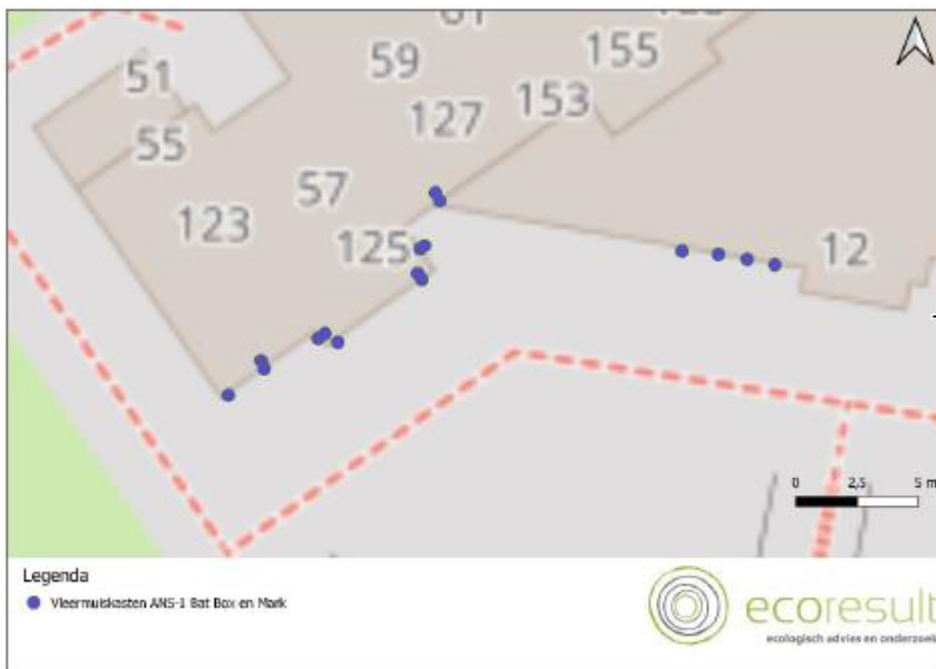 51
59
155
153
127
55
57
123
125
12
0 2,5 5 m
Legenda
Vleermuiskasten ANS-1 Bat Box en Mark
ecoresult
ecologisch advies en onderzoek